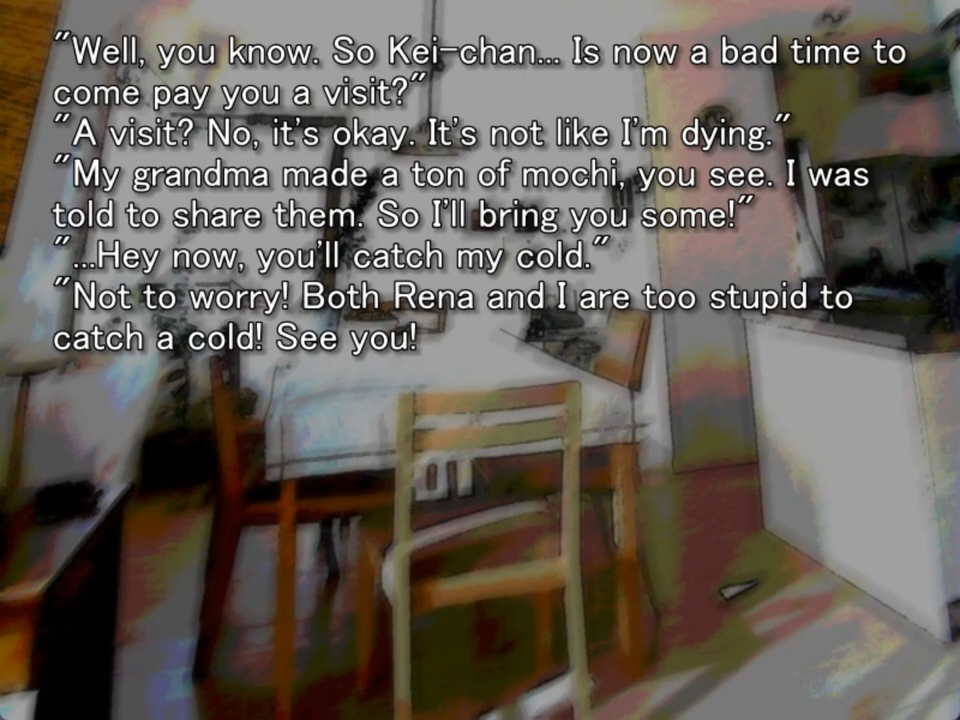 "Well, you know. So Kei-chan... Is now a bad time to
come pay you a visit?"
"A visit? No, it's okay. It's not like I'm dying."
"My grandma made a ton of mochi, you see. I was
told to share them. So I'll bring you some!"
"...Hey now, you'll catch my cold."
"Not to worry! Both Rena and I are too stupid to
catch a cold! See you!